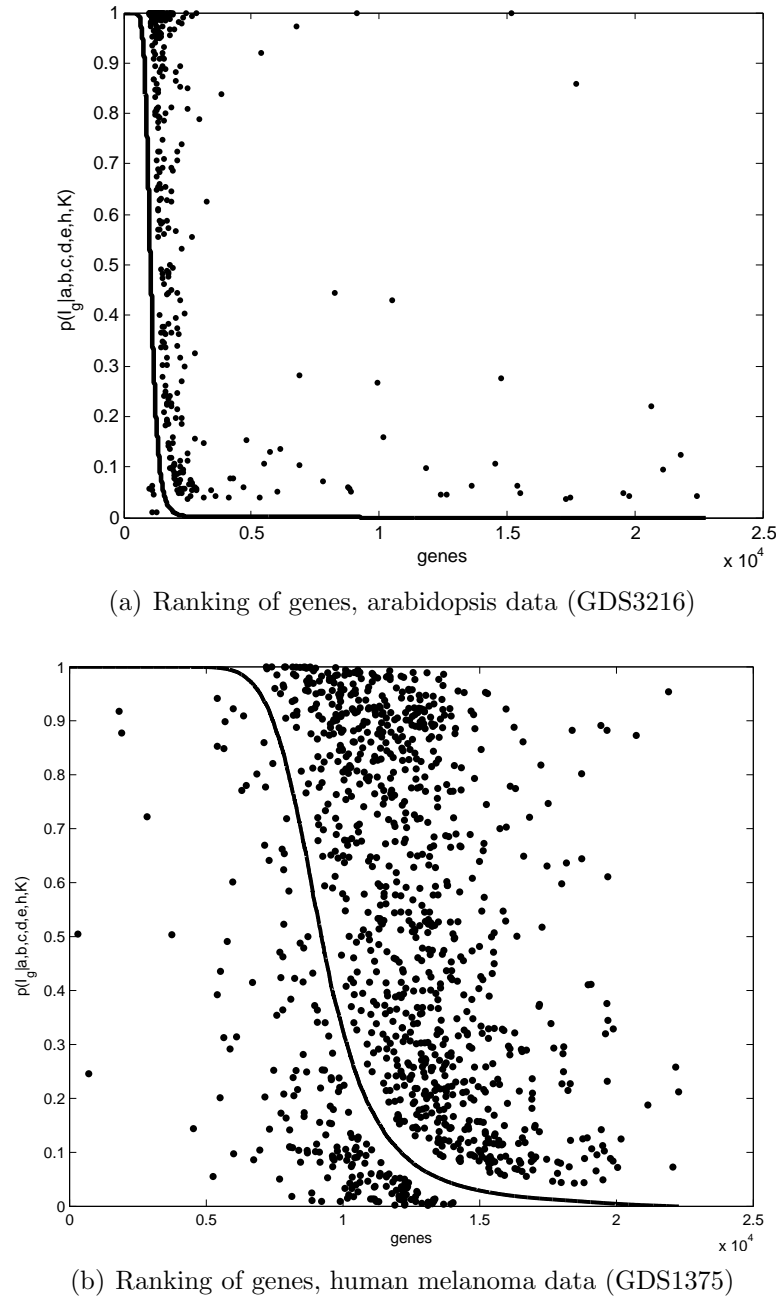 1
0.9
0.8
0.7
0.6
0.5
0.4
0.3
0.2
0.1
0
p(I_g|a,b,c,d,e,h,K)
0 0.5 1 1.5 2 2.5
genes
x 10^4
(a) Ranking of genes, arabidopsis data (GDS3216)
1
0.9
0.8
0.7
0.6
0.5
0.4
0.3
0.2
0.1
0
p(I_g|a,b,c,d,e,h,K)
0 0.5 1 1.5 2 2.5
genes
x 10^4
(b) Ranking of genes, human melanoma data (GDS1375)